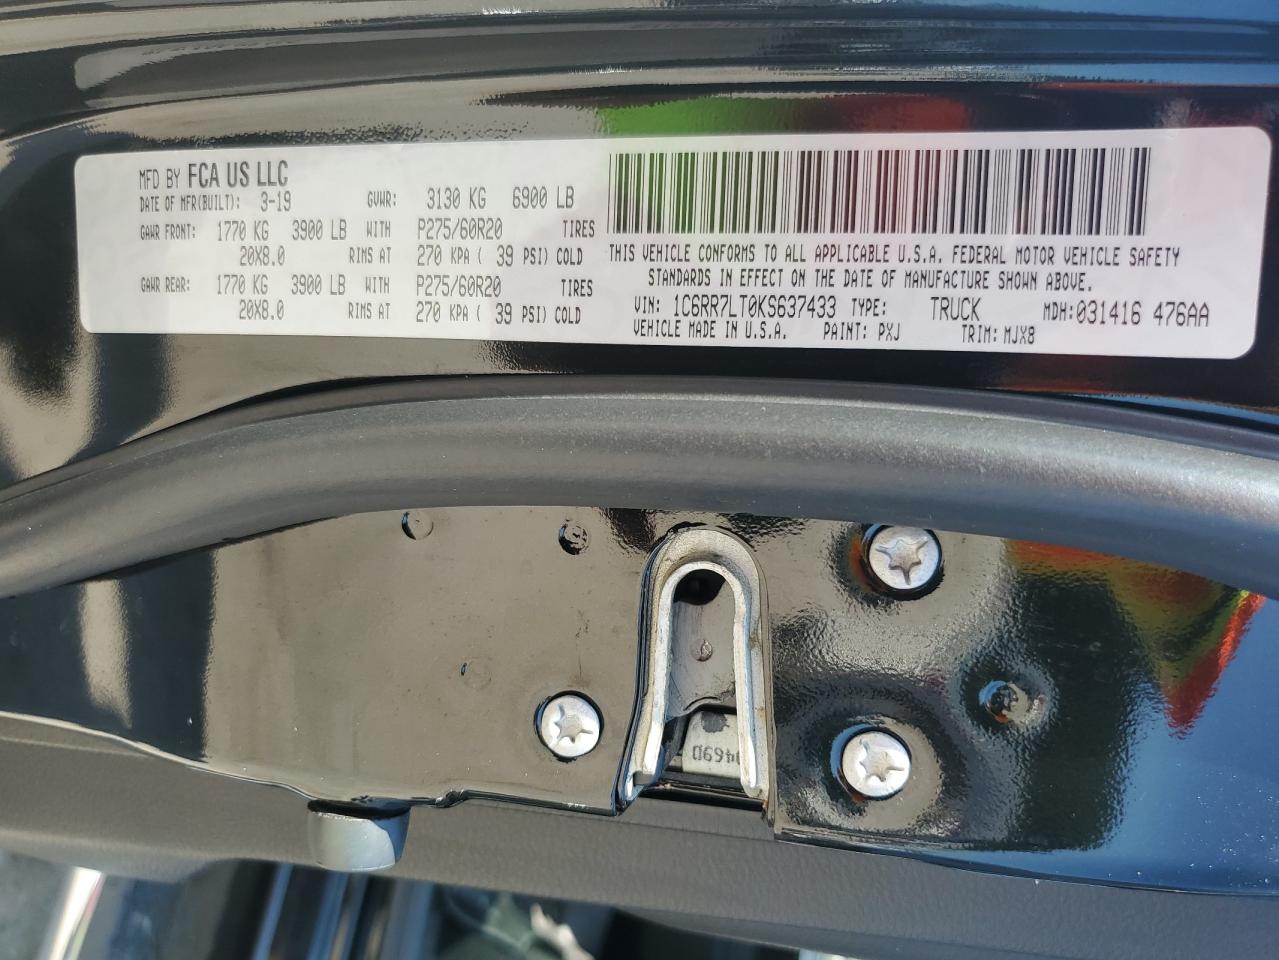 MFD BY FCA US LLC
DATE OF MFR(BUILT): 3-19 GVWR: 3130 KG 6900 LB
GAWR FRONT: 1770 KG 3900 LB WITH P275/60R20 TIRES
20X8.0 RIMS AT 270 KPA ( 39 PSI) COLD
GAWR REAR: 1770 KG 3900 LB WITH P275/60R20 TIRES
20X8.0 RIMS AT 270 KPA ( 39 PSI) COLD
THIS VEHICLE CONFORMS TO ALL APPLICABLE U.S.A. FEDERAL MOTOR VEHICLE SAFETY
STANDARDS IN EFFECT ON THE DATE OF MANUFACTURE SHOWN ABOVE.
VIN: 1C6RR7LT0KS637433 TYPE: TRUCK MDH:031416 476AA
VEHICLE MADE IN U.S.A. PAINT: PXJ TRIM: MJX8